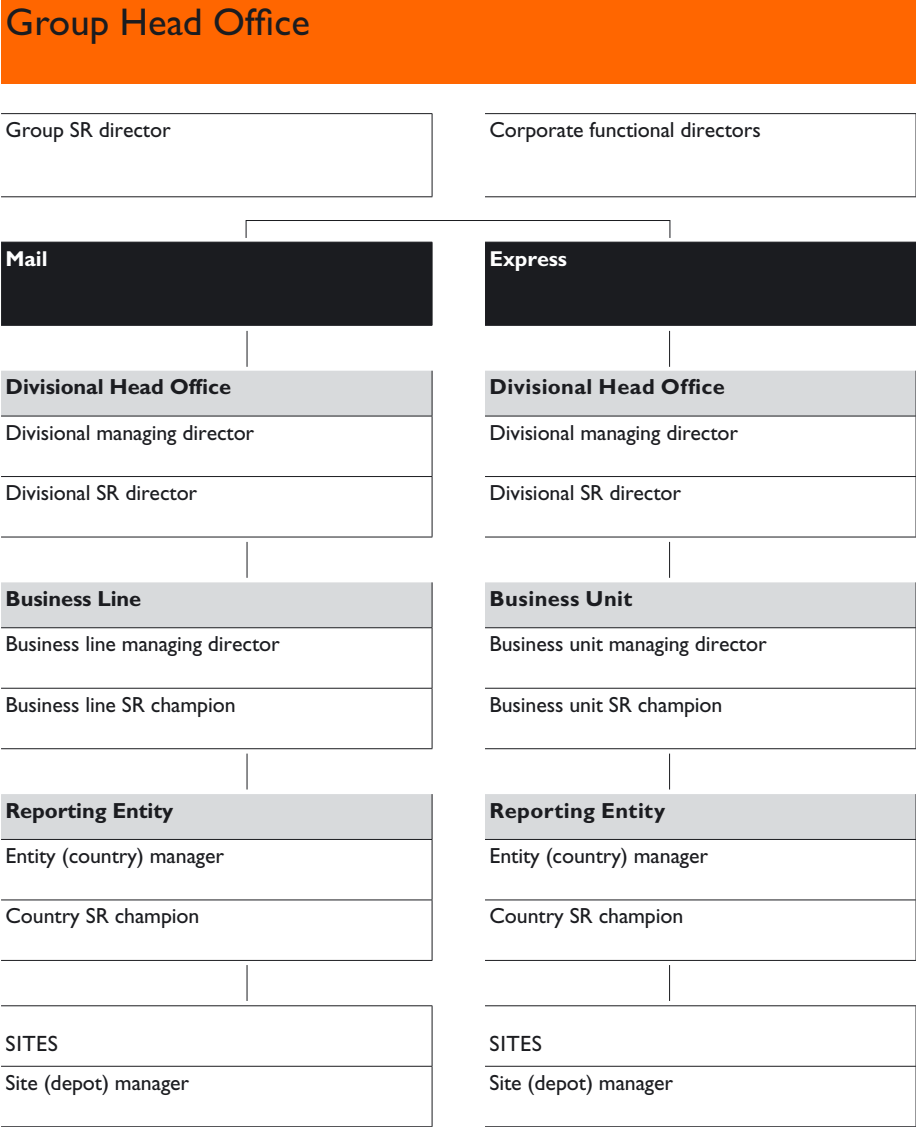 Group Head Office
Group SR director
Corporate functional directors
Mail
Express
Divisional Head Office
Divisional Head Office
Divisional managing director
Divisional managing director
Divisional SR director
Divisional SR director
Business Line
Business Unit
Business line managing director
Business unit managing director
Business line SR champion
Business unit SR champion
Reporting Entity
Reporting Entity
Entity (country) manager
Entity (country) manager
Country SR champion
Country SR champion
SITES
SITES
Site (depot) manager
Site (depot) manager